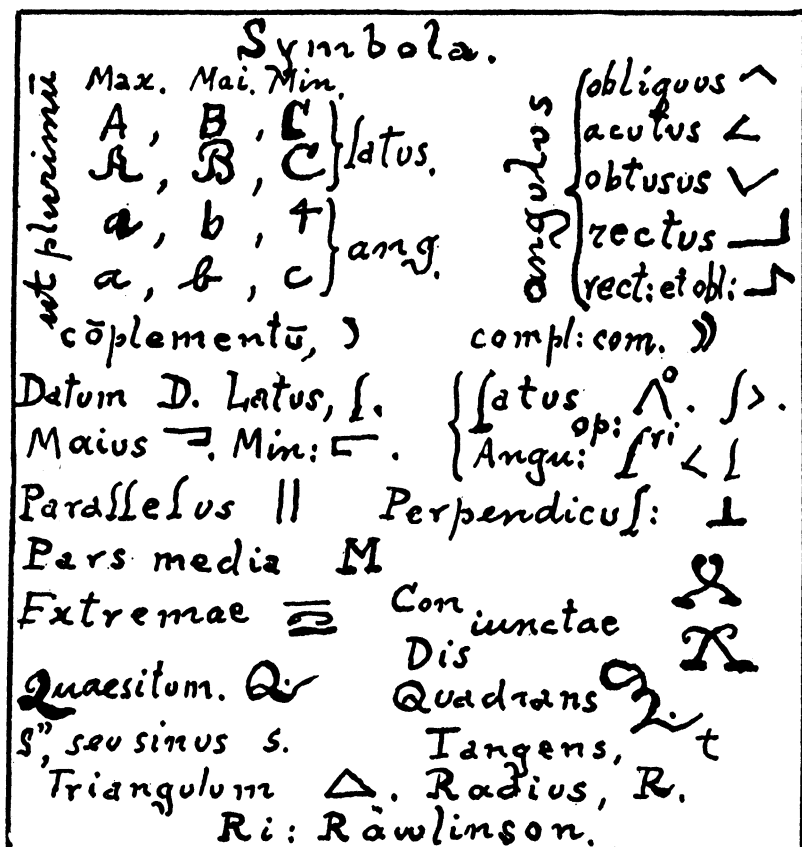 Symbola.
ut plurimū
Max. Mai. Min.
A, B, C
A, B, C } latus.
a, b, 4
a, b, c } ang.
angulus
obliquus ^
acutus ∠
obtusus ∨
rectus ⅃
rect: et obl:
cōplementū, )
compl: com. ))
Datum D. Latus, ʃ.
latus op: Λ° . ʃ>.
Maius ⊐. Min: ⊏.
Angu: ʃri < ʃ
Parallelus ||
Perpendicul: ⊥
Pars media M
Extremae
Con
iunctae
Dis
Quaesitum. Q:
Quadrans Q.
s", seu sinus s.
Tangens, t
Triangulum △. Radius, R.
Ri: Rawlinson.